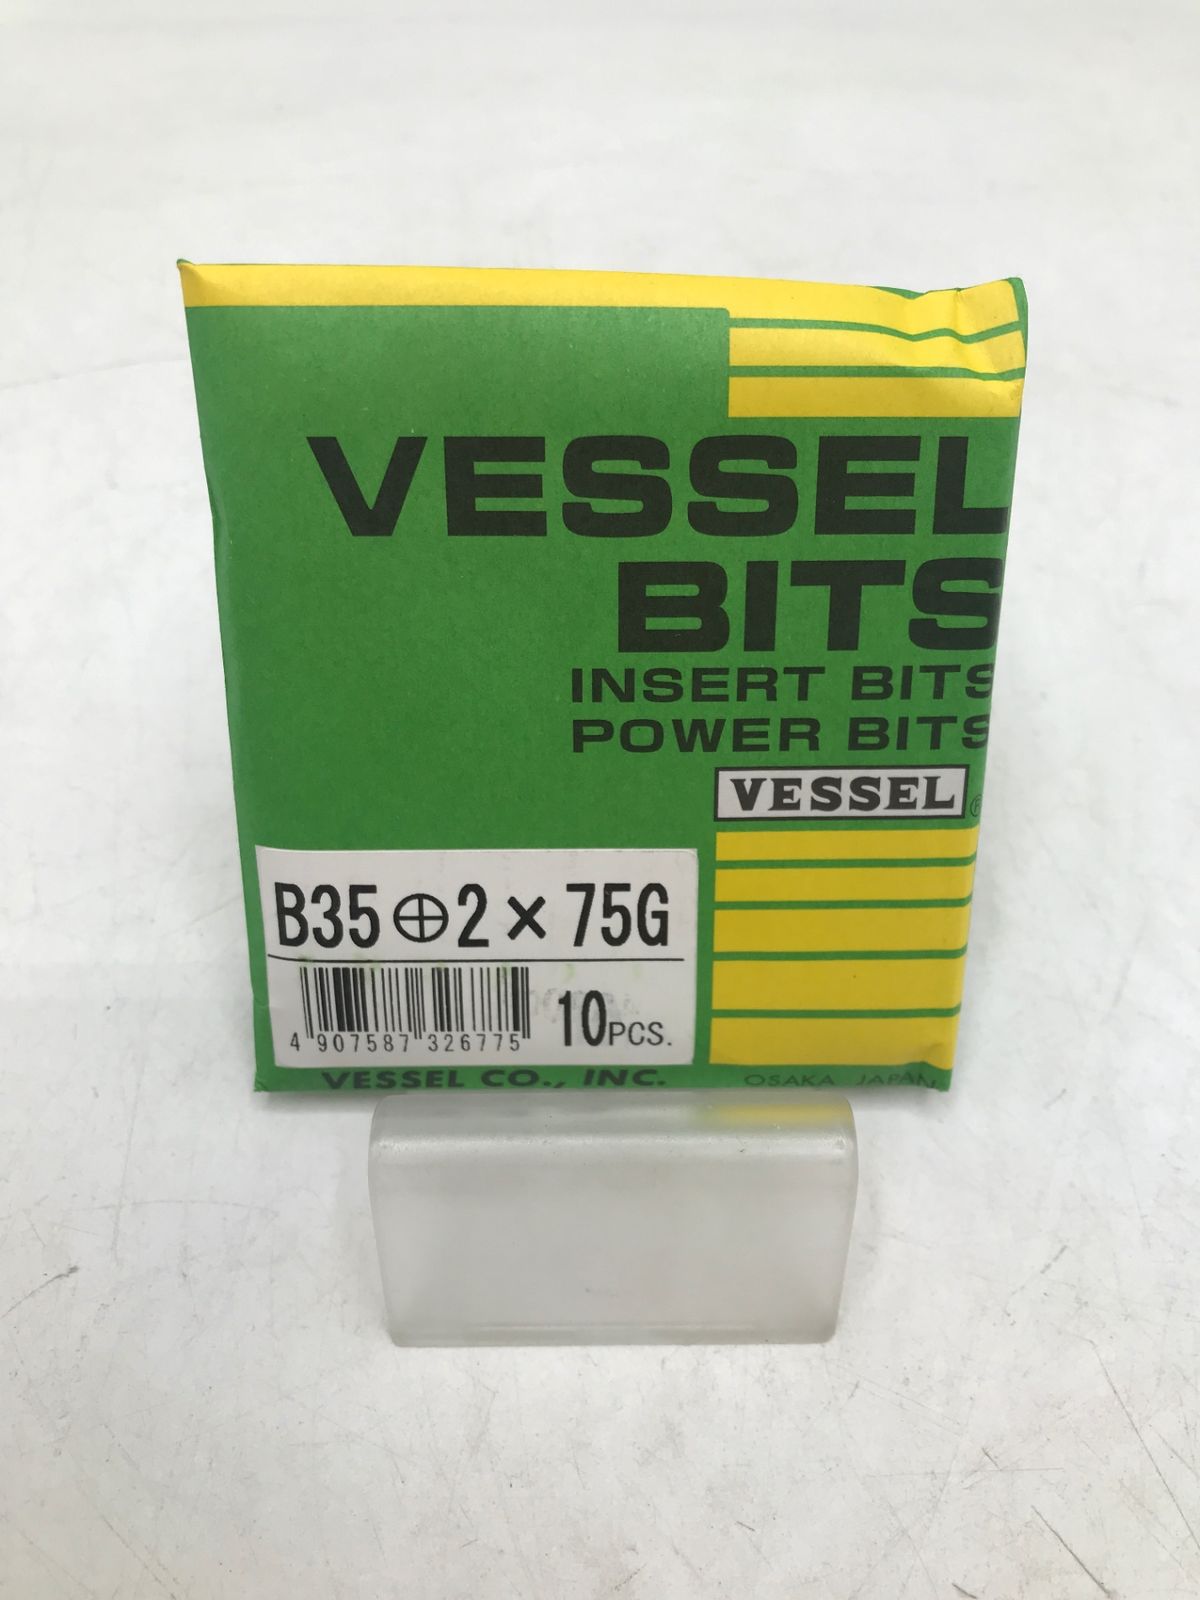 VESSEL
BITS
INSERT BITS
POWER BITS
VESSEL®
B35⊕2×75G
4 907587 326775
10PCS.
VESSEL CO., INC. OSAKA JAPAN